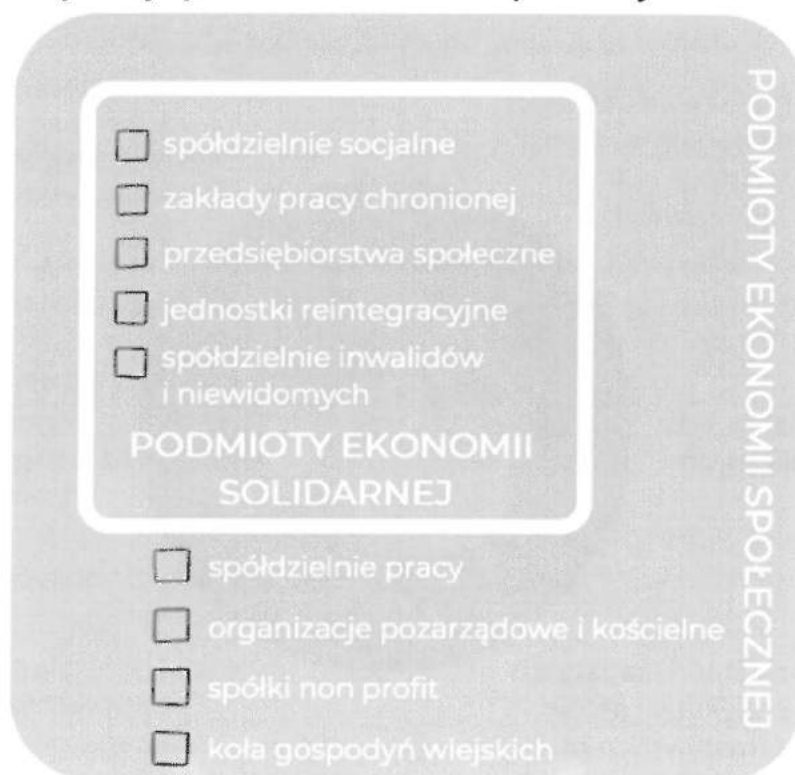 spółdzielnie socjalne
zakłady pracy chronionej
przedsiębiorstwa społeczne
jednostki reintegracyjne
spółdzielnie inwalidów
i niewidomych
PODMIOTY EKONOMII
SOLIDARNEJ
spółdzielnie pracy
organizacje pozarządowe i kościelne
spółki non profit
koła gospodyń wiejskich
PODMIOTY EKONOMII SPOŁECZNEJ